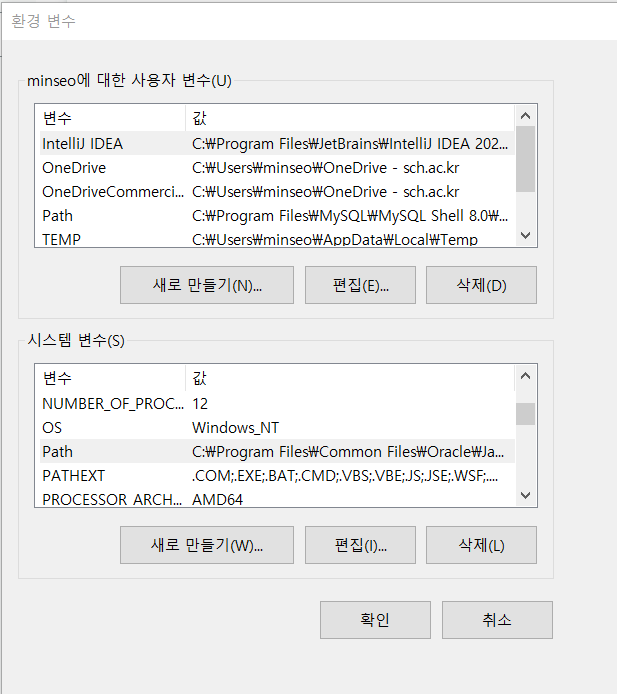 환경 변수
minseo에 대한 사용자 변수(U)
변수 값
IntelliJ IDEA C:₩Program Files₩JetBrains₩IntelliJ IDEA 202...
OneDrive C:₩Users₩minseo₩OneDrive - sch.ac.kr
OneDriveCommerci... C:₩Users₩minseo₩OneDrive - sch.ac.kr
Path C:₩Program Files₩MySQL₩MySQL Shell 8.0₩...
TEMP C:₩Users₩minseo₩AppData₩Local₩Temp
새로 만들기(N)... 편집(E)... 삭제(D)
시스템 변수(S)
변수 값
NUMBER_OF_PROC... 12
OS Windows_NT
Path C:₩Program Files₩Common Files₩Oracle₩Ja...
PATHEXT .COM;.EXE;.BAT;.CMD;.VBS;.VBE;.JS;.JSE;.WSF;....
PROCESSOR_ARCH... AMD64
새로 만들기(W)... 편집(I)... 삭제(L)
확인 취소